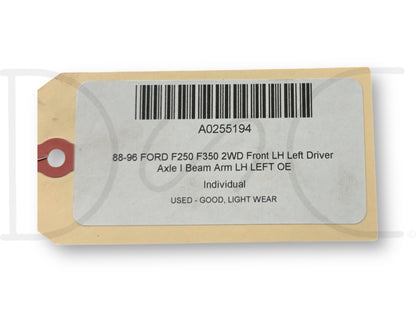 A0255194
88-96 FORD F250 F350 2WD Front LH Left Driver
Axle I Beam Arm LH LEFT OE
Individual
USED - GOOD, LIGHT WEAR